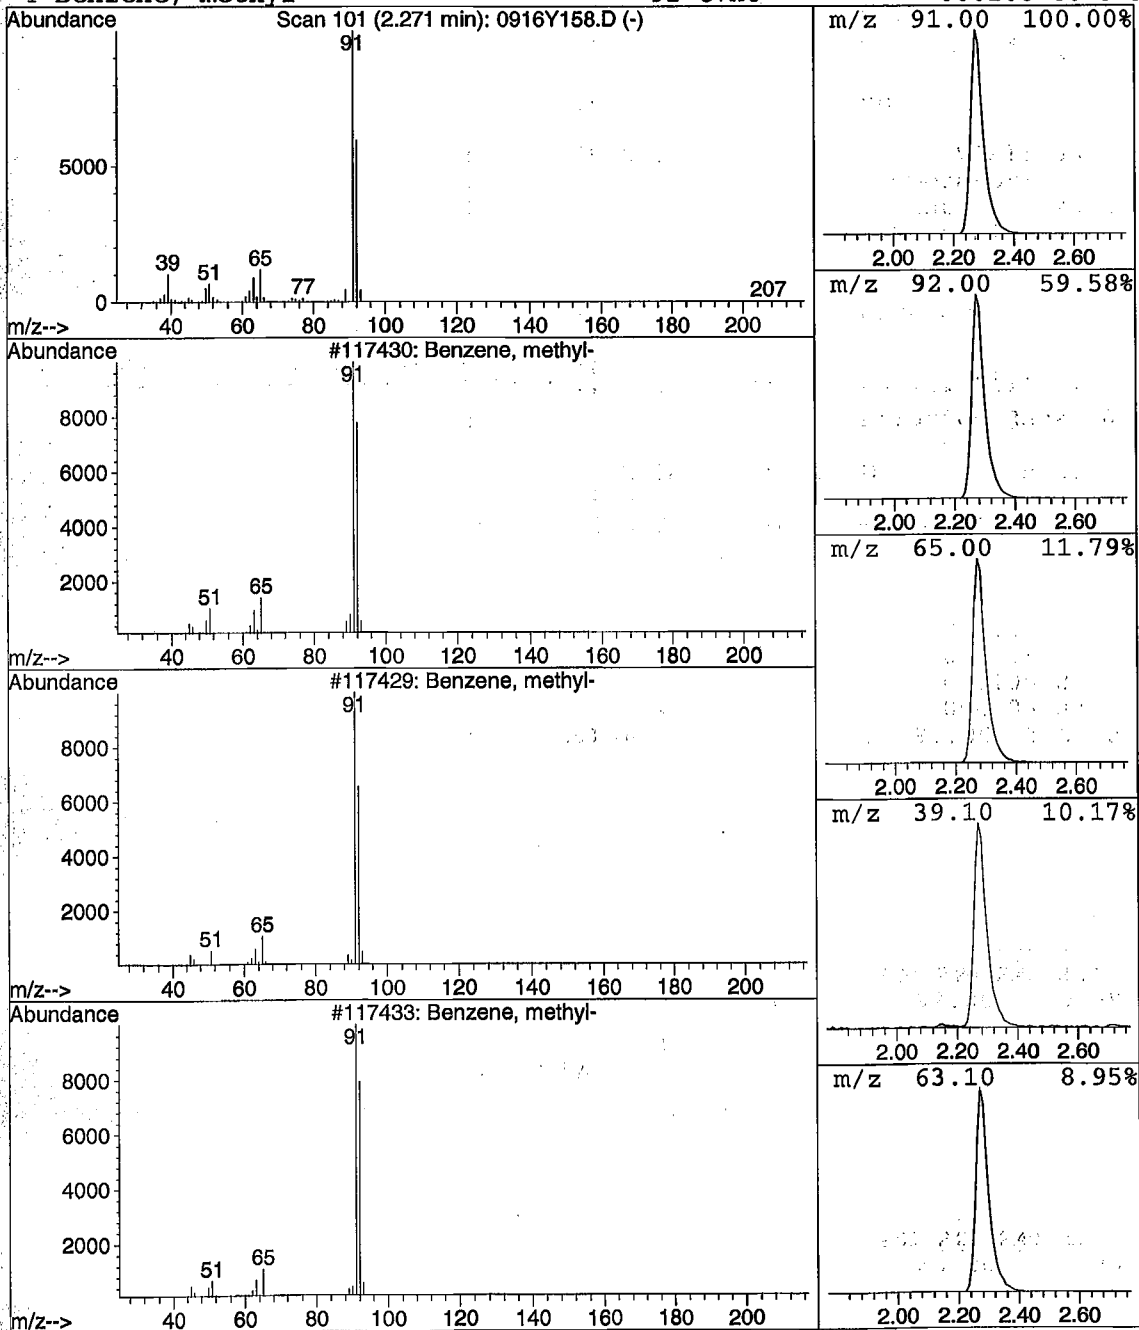 Abundance Scan 101 (2.271 min): 0916Y158.D (-)
91
5000
39 51 65 77 207
0
m/z--> 40 60 80 100 120 140 160 180 200
Abundance #117430: Benzene, methyl-
91
8000
6000
4000
2000
51 65
m/z--> 40 60 80 100 120 140 160 180 200
Abundance #117429: Benzene, methyl-
91
8000
6000
4000
2000
51 65
m/z--> 40 60 80 100 120 140 160 180 200
Abundance #117433: Benzene, methyl-
91
8000
6000
4000
2000
51 65
m/z--> 40 60 80 100 120 140 160 180 200
m/z 91.00 100.00%
2.00 2.20 2.40 2.60
m/z 92.00 59.58%
2.00 2.20 2.40 2.60
m/z 65.00 11.79%
2.00 2.20 2.40 2.60
m/z 39.10 10.17%
2.00 2.20 2.40 2.60
m/z 63.10 8.95%
2.00 2.20 2.40 2.60